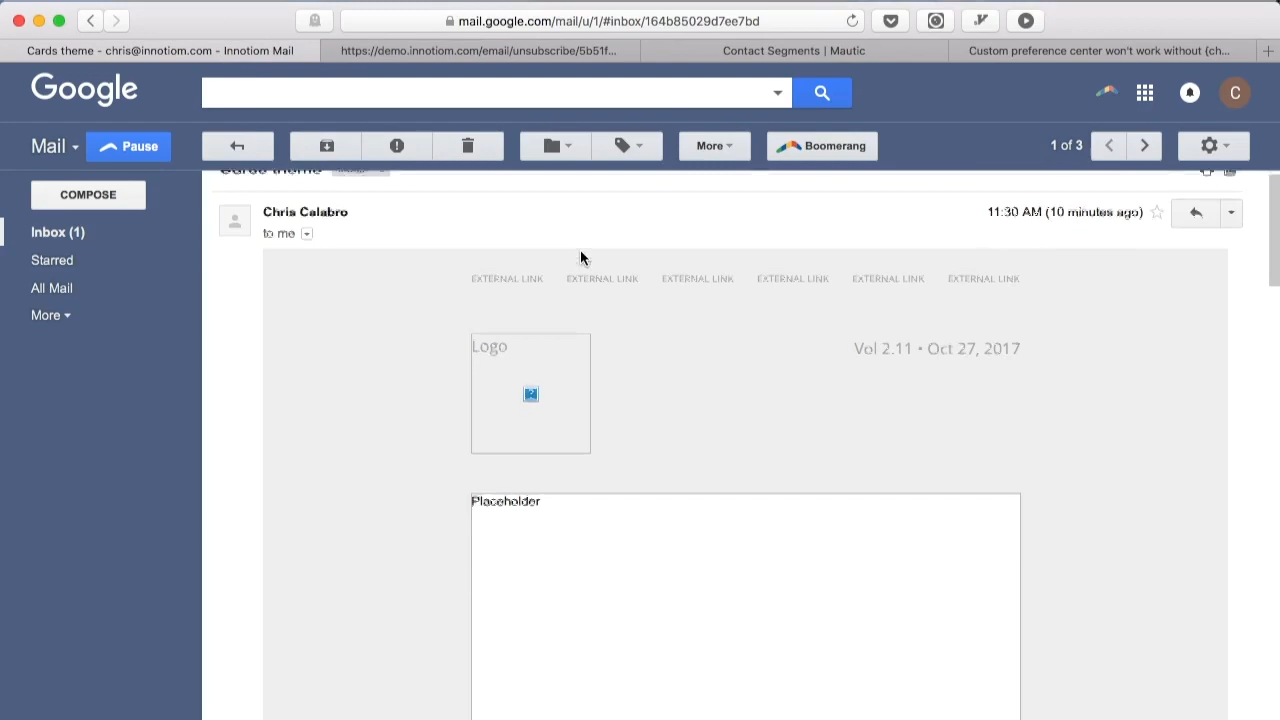 mail.google.com/mail/u/1/#inbox/164b85029d7ee7bd
Cards theme - chris@innotiom.com - Innotiom Mail
https://demo.innotiom.com/email/unsubscribe/5b51f...
Contact Segments | Mautic
Custom preference center won't work without {ch...
Google
C
Mail
Pause
More
Boomerang
1 of 3
COMPOSE
Cards theme
Inbox (1)
Starred
All Mail
More
Chris Calabro
11:30 AM (10 minutes ago)
to me
EXTERNAL LINK EXTERNAL LINK EXTERNAL LINK EXTERNAL LINK EXTERNAL LINK EXTERNAL LINK
Logo
Vol 2.11 • Oct 27, 2017
Placeholder